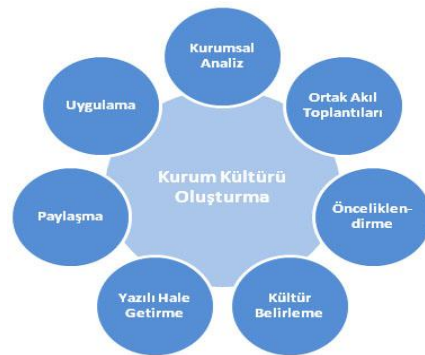 Kurumsal
Analiz
Ortak Akıl
Toplantıları
Önceliklen-
dirme
Kültür
Belirleme
Yazılı Hale
Getirme
Paylaşma
Uygulama
Kurum Kültürü
Oluşturma